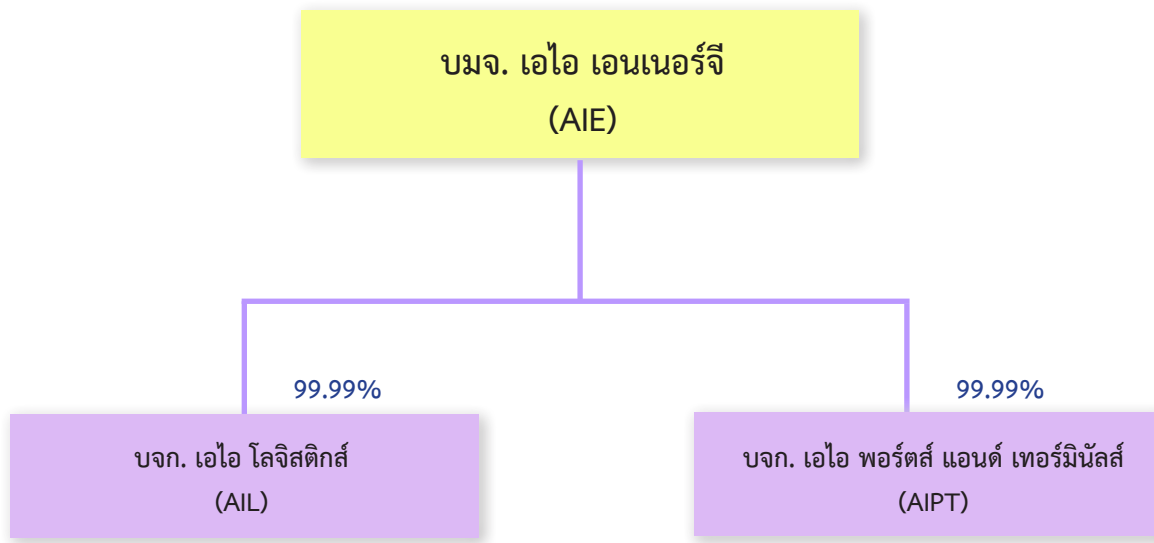 บมจ. เอไอ เอนเนอร์จี
(AIE)
99.99%
99.99%
บจก. เอไอ โลจิสติกส์
(AIL)
บจก. เอไอ พอร์ตส์ แอนด์ เทอร์มินัลส์
(AIPT)